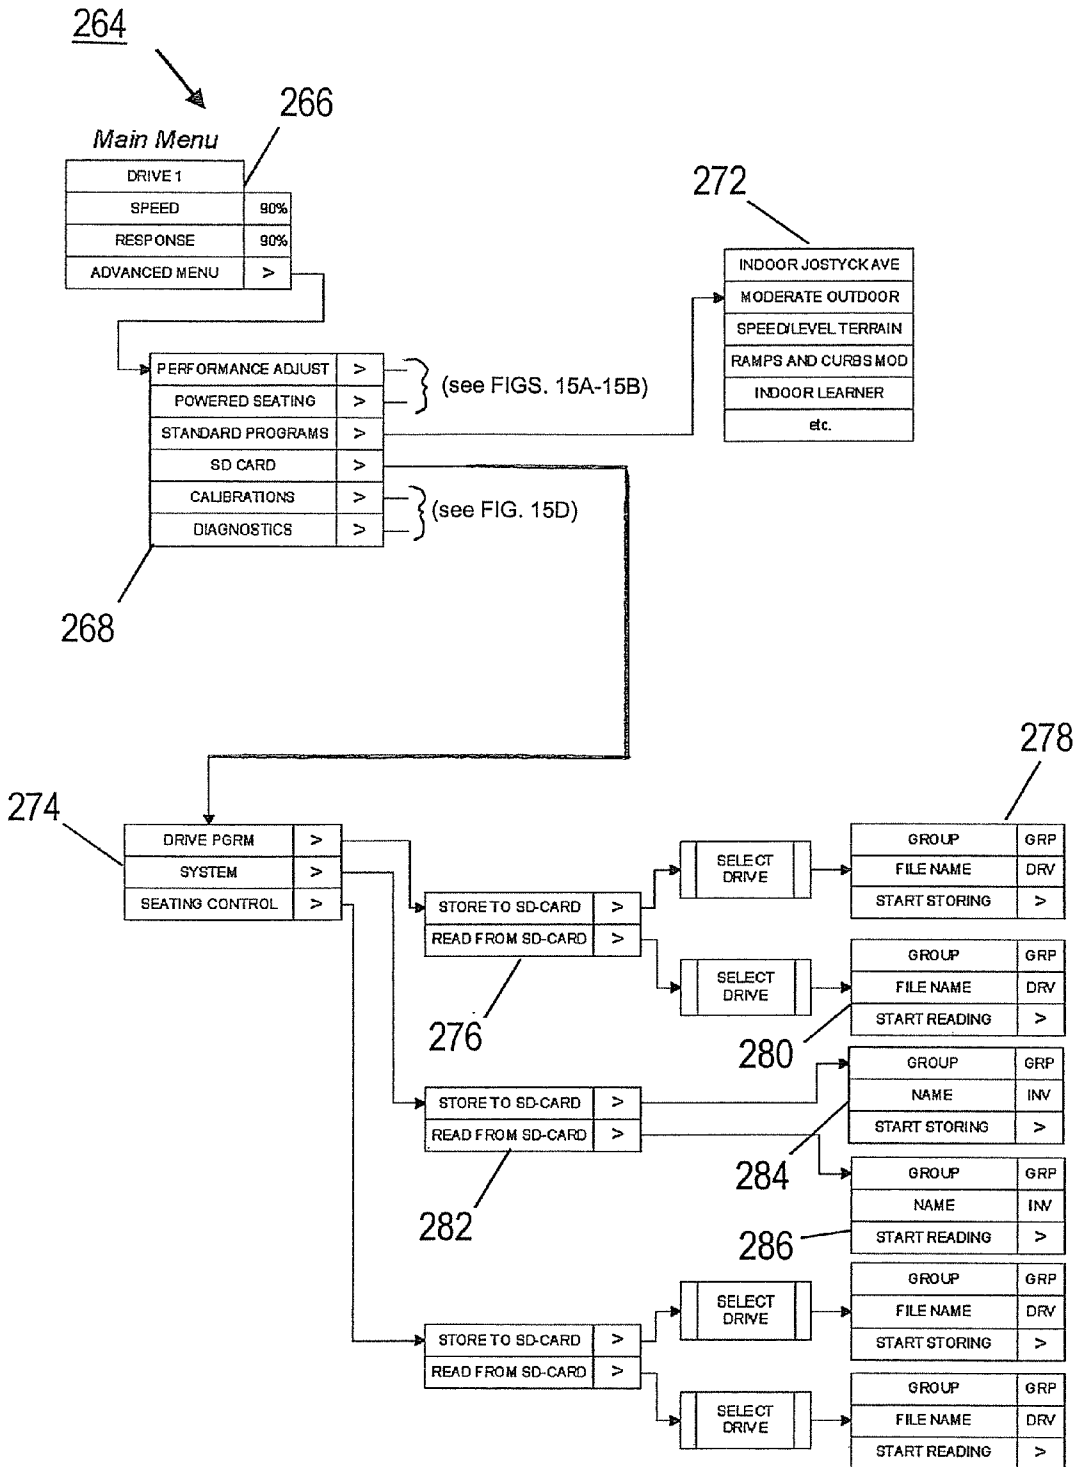 264
266
Main Menu
DRIVE 1
SPEED 90%
RESPONSE 90%
ADVANCED MENU >
272
INDOOR JOSTYCK AVE
MODERATE OUTDOOR
SPEED/LEVEL TERRAIN
RAMPS AND CURBS MOD
INDOOR LEARNER
etc.
PERFORMANCE ADJUST >
POWERED SEATING >
(see FIGS. 15A-15B)
STANDARD PROGRAMS >
SD CARD >
CALIBRATIONS >
DIAGNOSTICS >
(see FIG. 15D)
268
274
DRIVE PGRM >
SYSTEM >
SEATING CONTROL >
STORE TO SD-CARD >
READ FROM SD-CARD >
276
SELECT
DRIVE
278
GROUP GRP
FILE NAME DRV
START STORING >
SELECT
DRIVE
GROUP GRP
FILE NAME DRV
START READING >
280
STORE TO SD-CARD >
READ FROM SD-CARD >
282
GROUP GRP
NAME INV
START STORING >
284
GROUP GRP
NAME INV
START READING >
286
STORE TO SD-CARD >
READ FROM SD-CARD >
SELECT
DRIVE
GROUP GRP
FILE NAME DRV
START STORING >
SELECT
DRIVE
GROUP GRP
FILE NAME DRV
START READING >